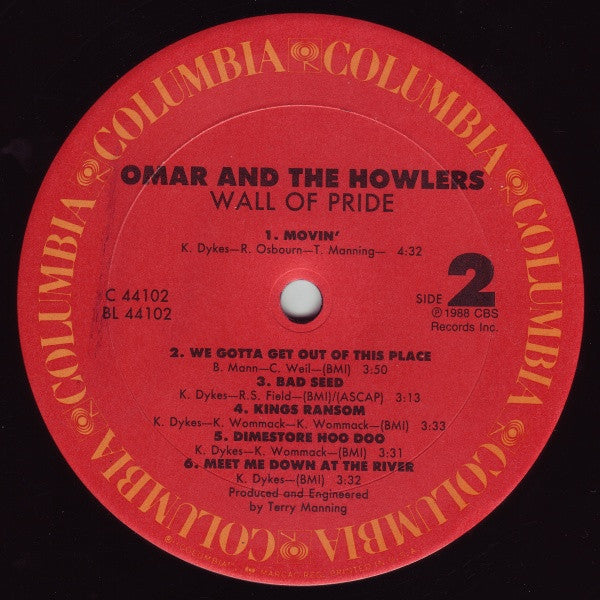 COLUMBIA COLUMBIA COLUMBIA COLUMBIA COLUMBIA COLUMBIA
OMAR AND THE HOWLERS
WALL OF PRIDE
1. MOVIN'
K. Dykes—R. Osbourn—T. Manning— 4:32
C 44102
BL 44102
SIDE 2
℗ 1988 CBS
Records Inc.
2. WE GOTTA GET OUT OF THIS PLACE
B. Mann—C. Weil—(BMI) 3:50
3. BAD SEED
K. Dykes—R.S. Field—(BMI)/(ASCAP) 3:13
4. KINGS RANSOM
K. Dykes—K. Wommack—K. Wommack—(BMI) 3:33
5. DIMESTORE HOO DOO
K. Dykes—K. Wommack—(BMI) 3:31
6. MEET ME DOWN AT THE RIVER
K. Dykes—(BMI) 3:32
Produced and Engineered
by Terry Manning